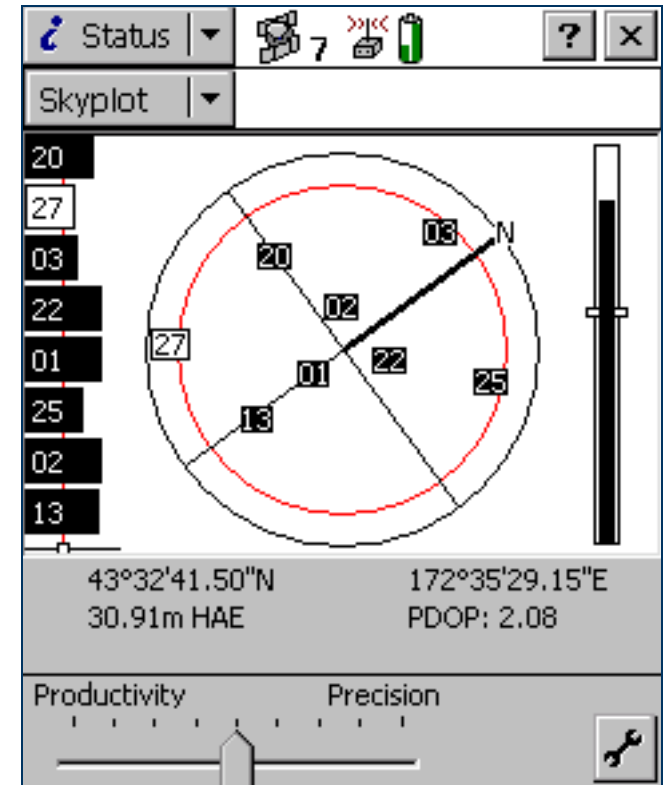 Status
7
?
Skyplot
20
27
03
22
01
25
02
13
03
N
20
02
27
22
01
25
13
43°32'41.50"N
172°35'29.15"E
30.91m HAE
PDOP: 2.08
Productivity
Precision